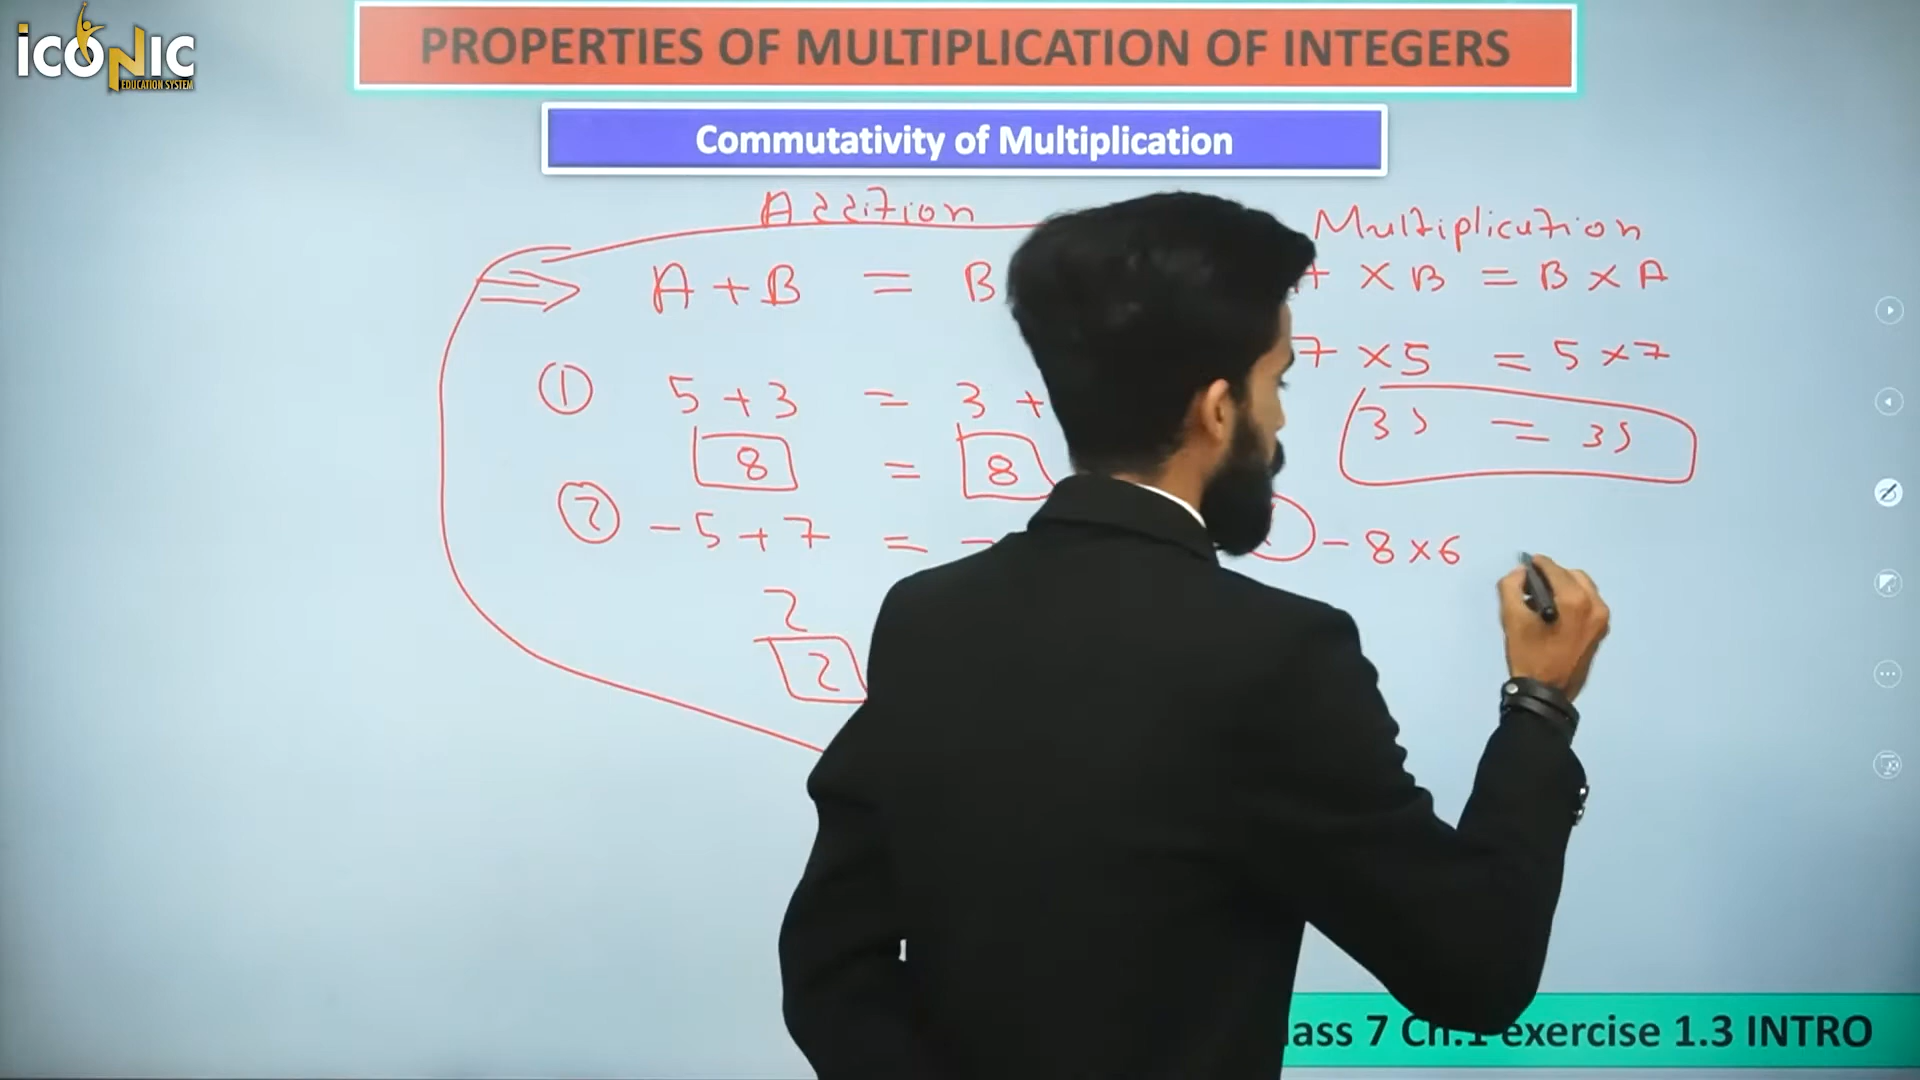 ICONIC
EDUCATION SYSTEM
PROPERTIES OF MULTIPLICATION OF INTEGERS
Commutativity of Multiplication
Addition
A + B = B
① 5 + 3 = 3 +
8 = 8
② - 5 + 7 = -
2
2
Multiplication
× B = B × A
7 × 5 = 5 × 7
35 = 35
- 8 × 6
7 Ch.1 exercise 1.3 INTRO